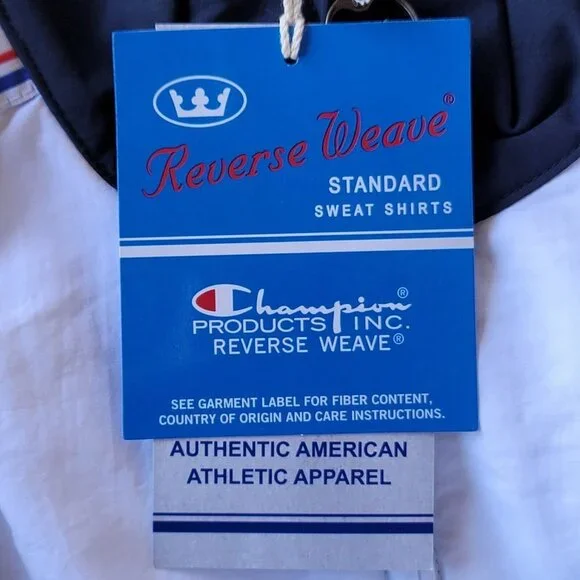 Reverse Weave®
STANDARD
SWEAT SHIRTS
Champion®
PRODUCTS INC.
REVERSE WEAVE®
SEE GARMENT LABEL FOR FIBER CONTENT,
COUNTRY OF ORIGIN AND CARE INSTRUCTIONS.
AUTHENTIC AMERICAN
ATHLETIC APPAREL